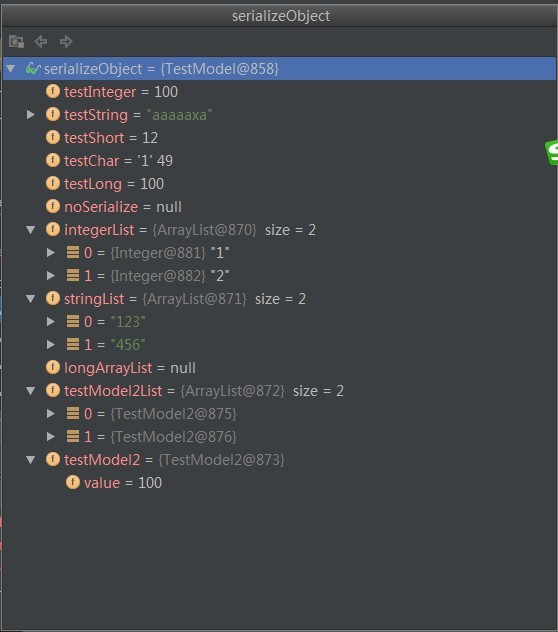 serializeObject
serializeObject = {TestModel@858}
testInteger = 100
testString = "aaaaaxa"
testShort = 12
testChar = '1' 49
testLong = 100
noSerialize = null
integerList = {ArrayList@870} size = 2
0 = {Integer@881} "1"
1 = {Integer@882} "2"
stringList = {ArrayList@871} size = 2
0 = "123"
1 = "456"
longArrayList = null
testModel2List = {ArrayList@872} size = 2
0 = {TestModel2@875}
1 = {TestModel2@876}
testModel2 = {TestModel2@873}
value = 100